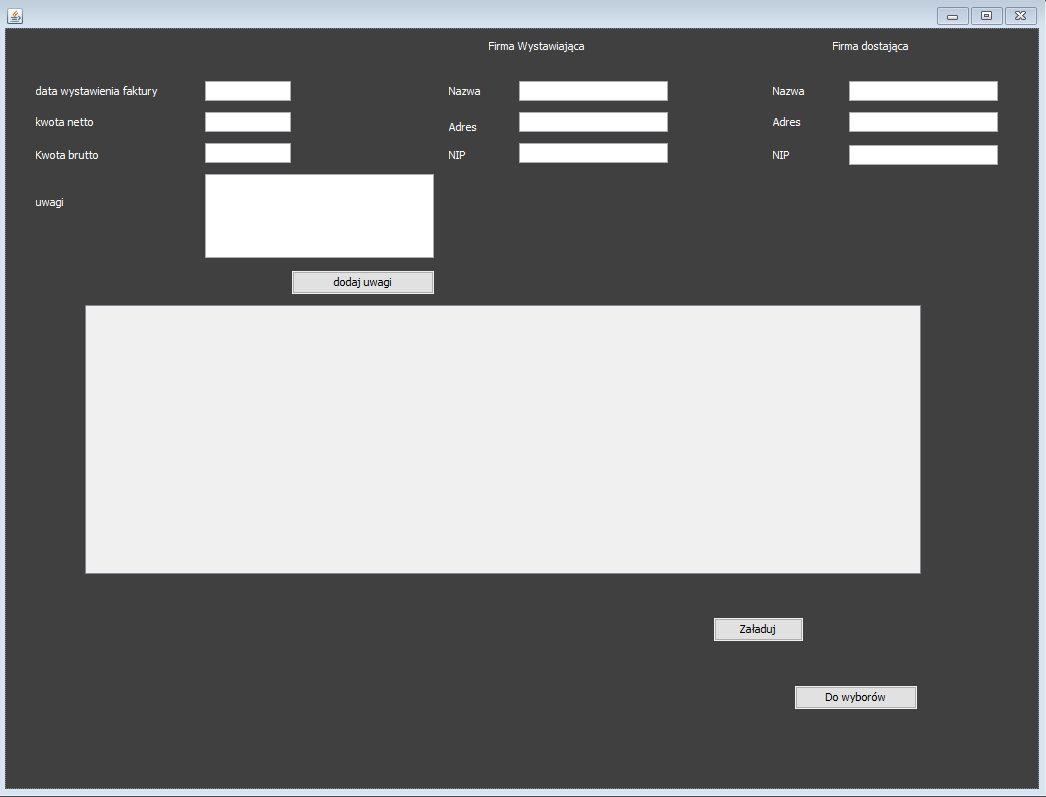 Firma Wystawiająca
Firma dostająca
data wystawienia faktury
Nazwa
Nazwa
kwota netto
Adres
Adres
Kwota brutto
NIP
NIP
uwagi
dodaj uwagi
Załaduj
Do wyborów